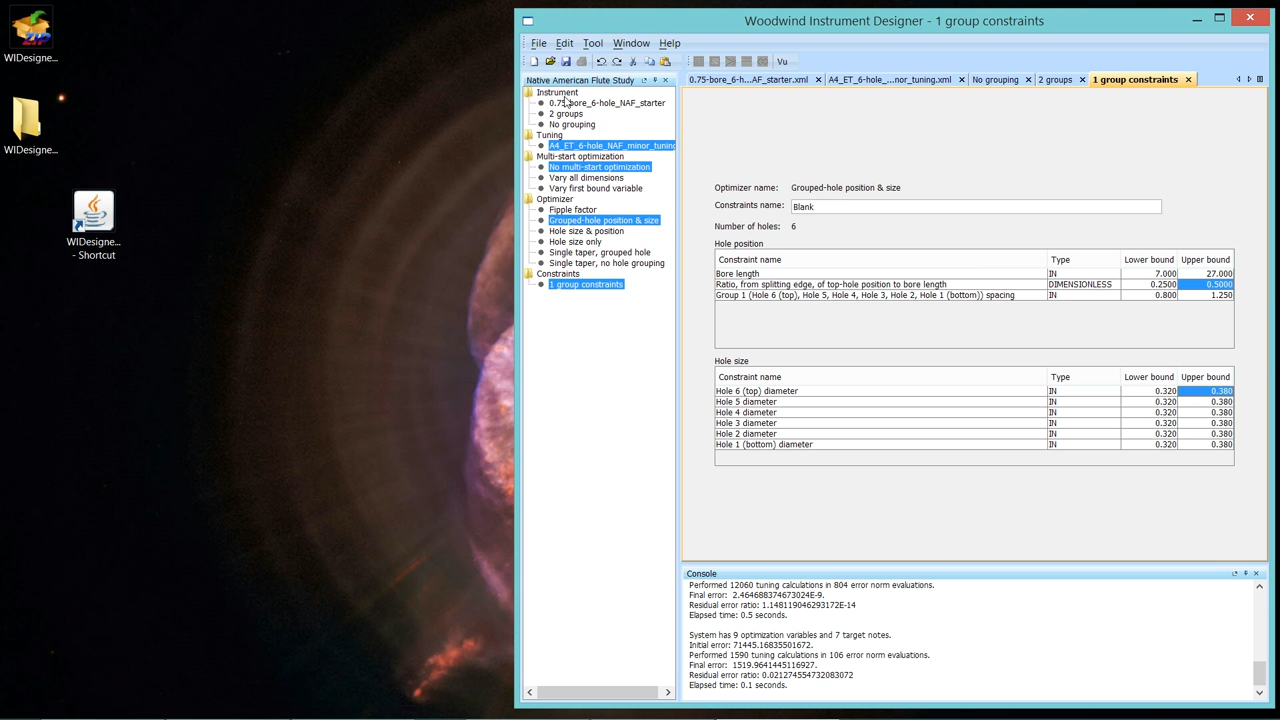 ZIP
WIDesigne...
WIDesigne...
WIDesigne...
- Shortcut
Woodwind Instrument Designer - 1 group constraints
File Edit Tool Window Help
Vu
Native American Flute Study
Instrument
0.75-bore_6-hole_NAF_starter
2 groups
No grouping
Tuning
A4_ET_6-hole_NAF_minor_tuning
Multi-start optimization
No multi-start optimization
Vary all dimensions
Vary first bound variable
Optimizer
Fipple factor
Grouped-hole position & size
Hole size & position
Hole size only
Single taper, grouped hole
Single taper, no hole grouping
Constraints
1 group constraints
0.75-bore_6-h...AF_starter.xml A4_ET_6-hole_...nor_tuning.xml No grouping 2 groups 1 group constraints
Optimizer name: Grouped-hole position & size
Constraints name: Blank
Number of holes: 6
Hole position
Constraint name Type Lower bound Upper bound
Bore length IN 7.000 27.000
Ratio, from splitting edge, of top-hole position to bore length DIMENSIONLESS 0.2500 0.5000
Group 1 (Hole 6 (top), Hole 5, Hole 4, Hole 3, Hole 2, Hole 1 (bottom)) spacing IN 0.800 1.250
Hole size
Constraint name Type Lower bound Upper bound
Hole 6 (top) diameter IN 0.320 0.380
Hole 5 diameter IN 0.320 0.380
Hole 4 diameter IN 0.320 0.380
Hole 3 diameter IN 0.320 0.380
Hole 2 diameter IN 0.320 0.380
Hole 1 (bottom) diameter IN 0.320 0.380
Console
Performed 12060 tuning calculations in 804 error norm evaluations.
Final error: 2.464688374673024E-9.
Residual error ratio: 1.148119046293172E-14
Elapsed time: 0.5 seconds.
System has 9 optimization variables and 7 target notes.
Initial error: 71445.16835501672.
Performed 1590 tuning calculations in 106 error norm evaluations.
Final error: 1519.9641445116927.
Residual error ratio: 0.021274554732083072
Elapsed time: 0.1 seconds.